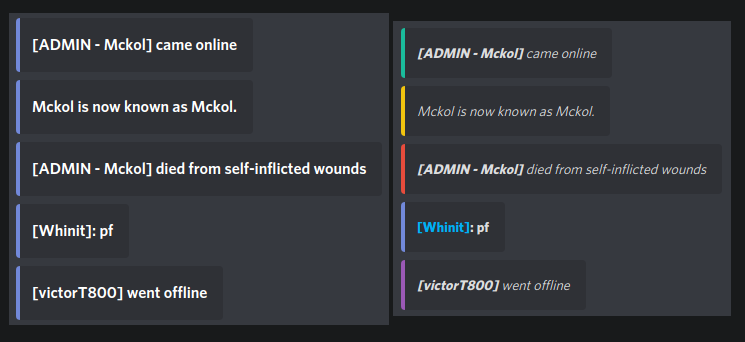 [ADMIN - Mckol] came online
Mckol is now known as Mckol.
[ADMIN - Mckol] died from self-inflicted wounds
[Whinit]: pf
[victorT800] went offline
[ADMIN - Mckol] came online
Mckol is now known as Mckol.
[ADMIN - Mckol] died from self-inflicted wounds
[Whinit]: pf
[victorT800] went offline